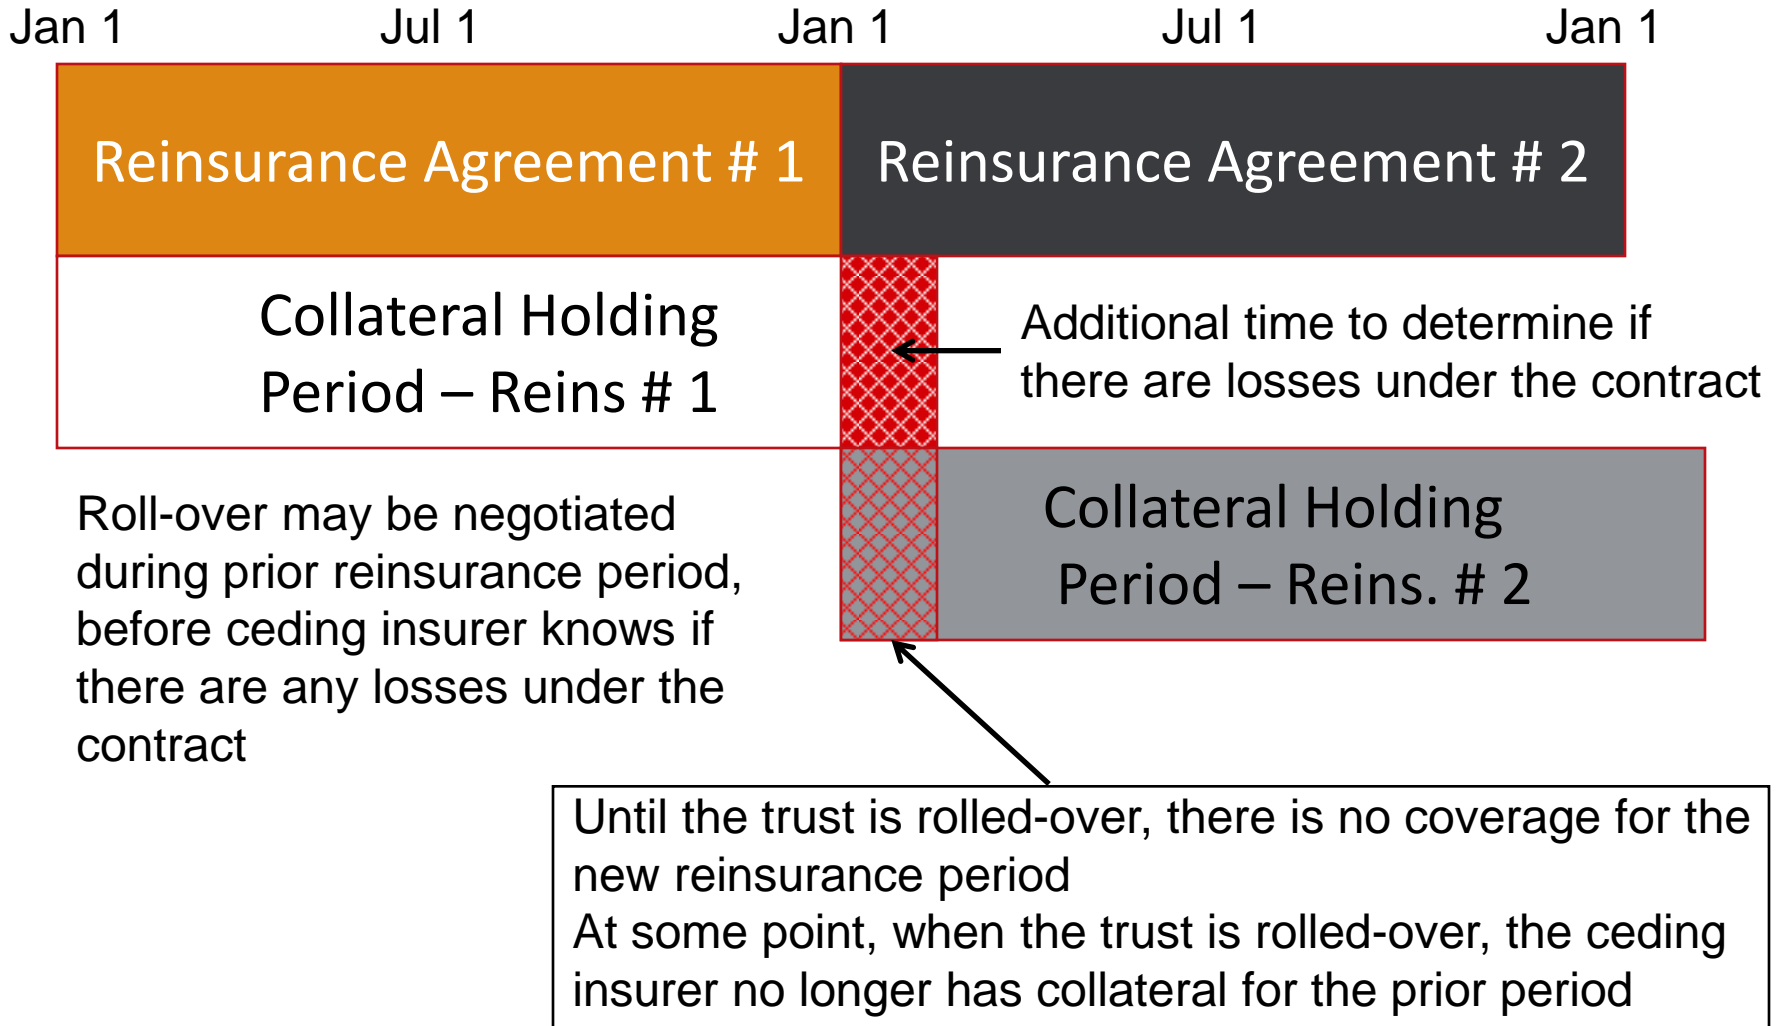 Jan 1 Jul 1 Jan 1 Jul 1 Jan 1
Reinsurance Agreement # 1
Reinsurance Agreement # 2
Collateral Holding
Period – Reins # 1
Additional time to determine if
there are losses under the contract
Roll-over may be negotiated
during prior reinsurance period,
before ceding insurer knows if
there are any losses under the
contract
Collateral Holding
Period – Reins. # 2
Until the trust is rolled-over, there is no coverage for the
new reinsurance period
At some point, when the trust is rolled-over, the ceding
insurer no longer has collateral for the prior period